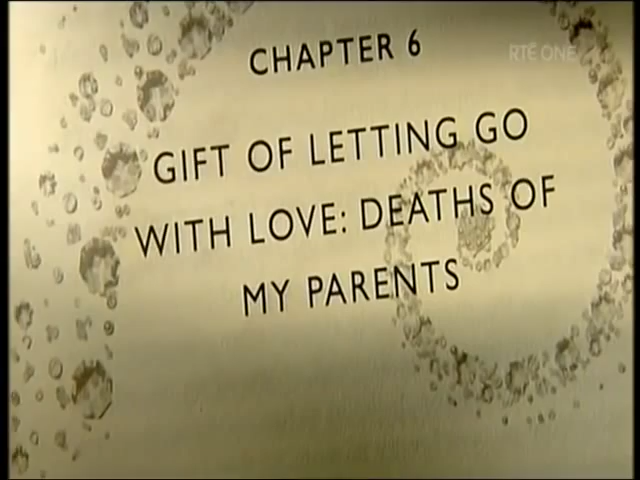 CHAPTER 6
RTÉ ONE
GIFT OF LETTING GO
WITH LOVE: DEATHS OF
MY PARENTS